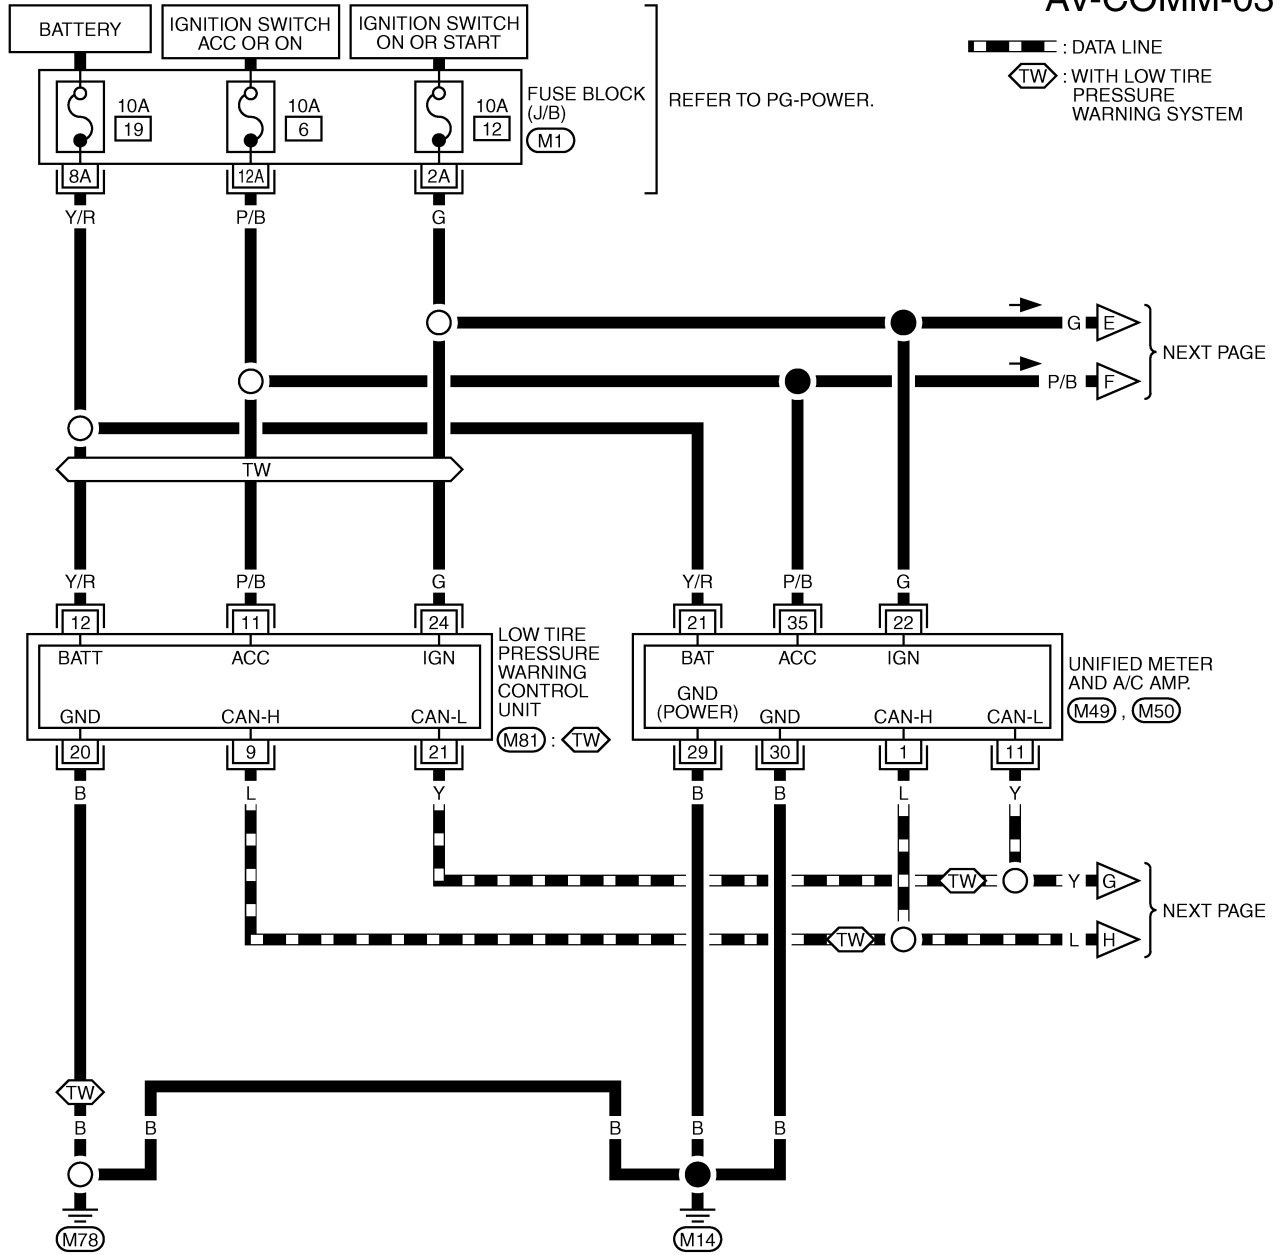 AV-COMM-03
BATTERY
IGNITION SWITCH
ACC OR ON
IGNITION SWITCH
ON OR START
: DATA LINE
TW : WITH LOW TIRE
PRESSURE
WARNING SYSTEM
10A
19
10A
6
10A
12
FUSE BLOCK
(J/B)
M1
REFER TO PG-POWER.
8A 12A 2A
Y/R P/B G
G E
NEXT PAGE
P/B F
TW
Y/R P/B G Y/R P/B G
12 11 24 21 35 22
BATT ACC IGN
BAT ACC IGN
LOW TIRE
PRESSURE
WARNING
CONTROL
UNIT
M81 : TW
UNIFIED METER
AND A/C AMP.
M49 , M50
GND CAN-H CAN-L
GND
(POWER) GND CAN-H CAN-L
20 9 21 29 30 1 11
B L Y B B L Y
TW Y G
NEXT PAGE
TW L H
TW
B B B B B
M78 M14